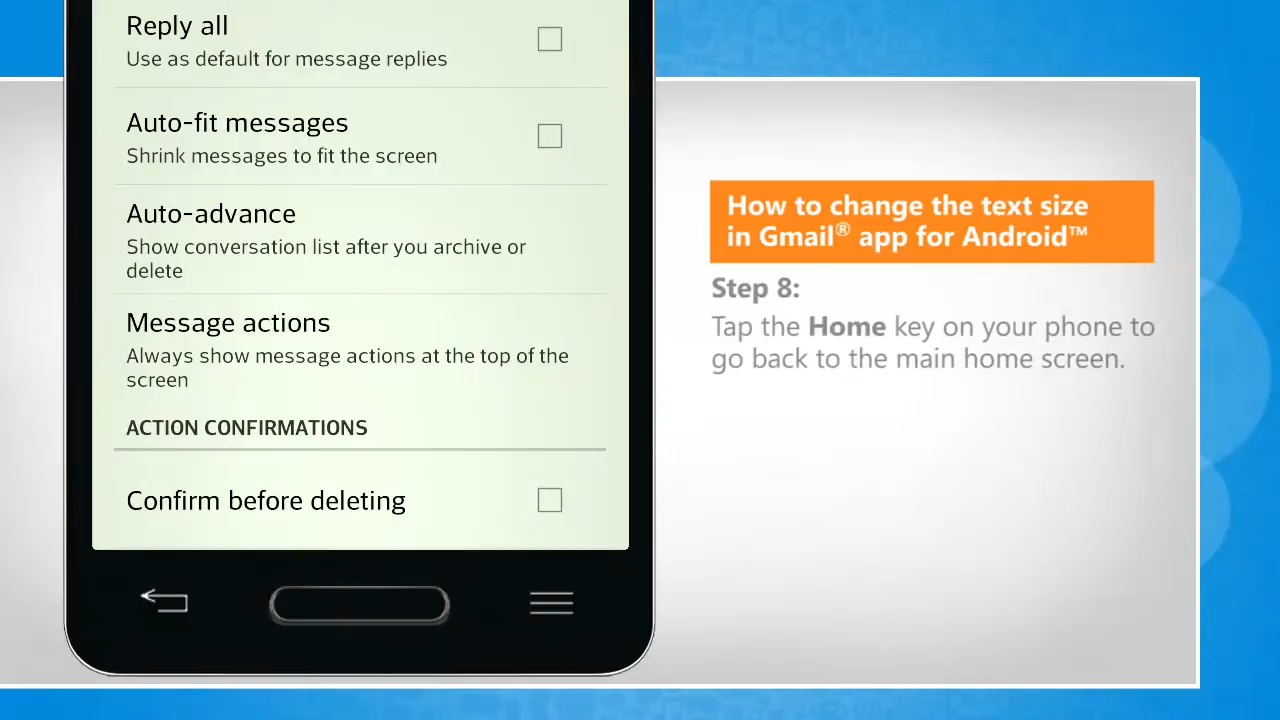 Reply all
Use as default for message replies
Auto-fit messages
Shrink messages to fit the screen
Auto-advance
Show conversation list after you archive or
delete
Message actions
Always show message actions at the top of the
screen
ACTION CONFIRMATIONS
Confirm before deleting
How to change the text size
in Gmail® app for Android™
Step 8:
Tap the Home key on your phone to
go back to the main home screen.